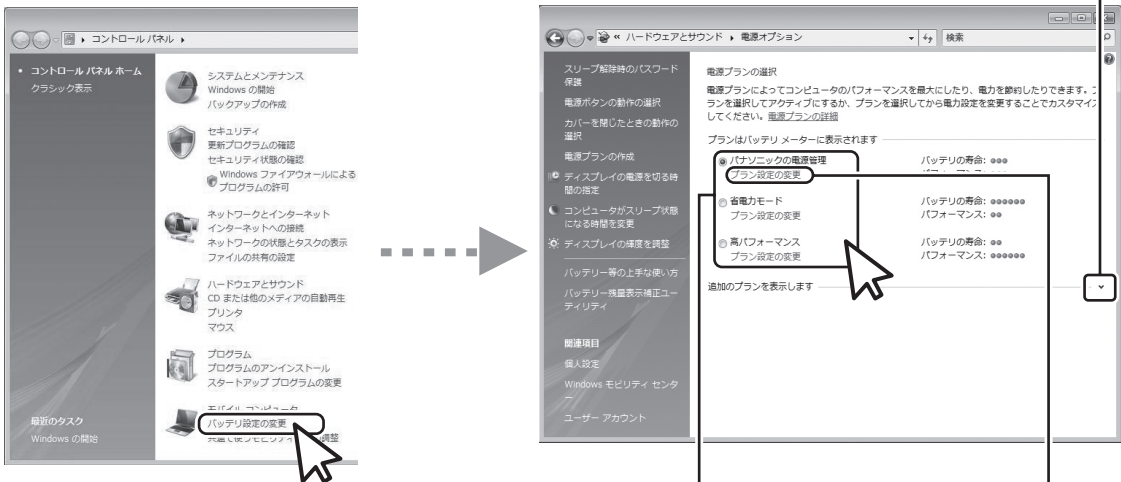 コントロール パネル
コントロール パネル ホーム
クラシック表示
システムとメンテナンス
Windows の開始
バックアップの作成
セキュリティ
更新プログラムの確認
セキュリティ状態の確認
Windows ファイアウォールによる
プログラムの許可
ネットワークとインターネット
インターネットへの接続
ネットワークの状態とタスクの表示
ファイルの共有の設定
ハードウェアとサウンド
CD または他のメディアの自動再生
プリンタ
マウス
プログラム
プログラムのアンインストール
スタートアップ プログラムの変更
モバイル コンピュータ
バッテリ設定の変更
調整
最近のタスク
Windows の開始
« ハードウェアとサウンド
電源オプション
検索
スリープ解除時のパスワード
保護
電源ボタンの動作の選択
カバーを閉じたときの動作の
選択
電源プランの作成
ディスプレイの電源を切る時
間の指定
コンピュータがスリープ状態
になる時間を変更
ディスプレイの輝度を調整
バッテリー等の上手な使い方
バッテリー残量表示補正ユー
ティリティ
関連項目
個人設定
Windows モビリティ センタ
ー
ユーザー アカウント
電源プランの選択
電源プランによってコンピュータのパフォーマンスを最大にしたり、電力を節約したりできます。
ランを選択してアクティブにするか、プランを選択してから電力設定を変更することでカスタマイズ
してください。電源プランの詳細
プランはバッテリ メーターに表示されます
パナソニックの電源管理
バッテリの寿命:
プラン設定の変更
省電力モード
バッテリの寿命:
プラン設定の変更
パフォーマンス:
高パフォーマンス
バッテリの寿命:
プラン設定の変更
パフォーマンス:
追加のプランを表示します